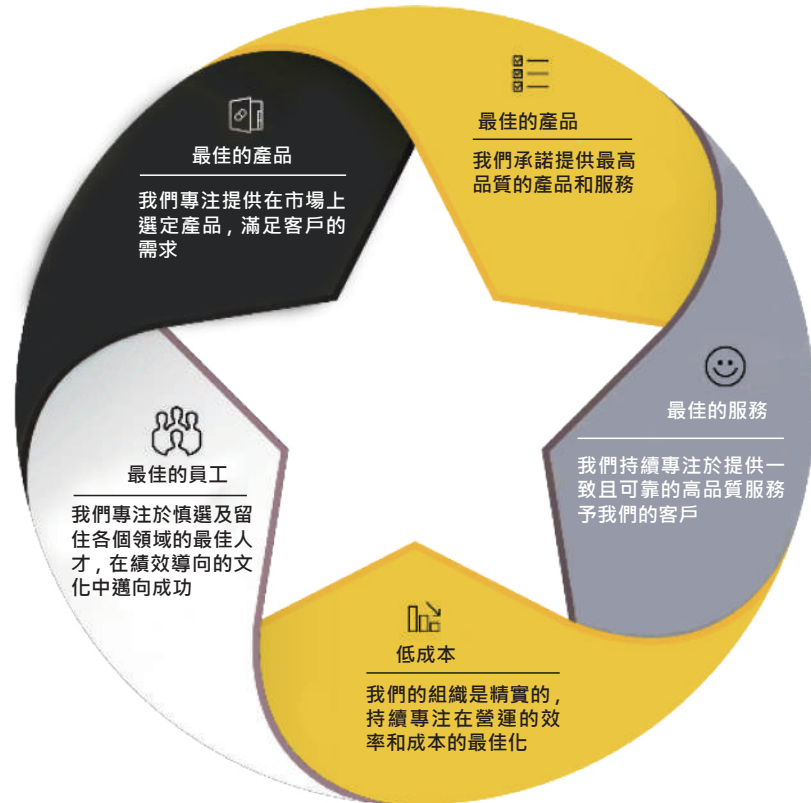 最佳的產品
我們專注提供在市場上
選定產品，滿足客戶的
需求
最佳的產品
我們承諾提供最高
品質的產品和服務
最佳的服務
我們持續專注於提供一
致且可靠的高品質服務
予我們的客戶
低成本
我們的組織是精實的，
持續專注在營運的效
率和成本的最佳化
最佳的員工
我們專注於慎選及留
住各個領域的最佳人
才，在績效導向的文
化中邁向成功